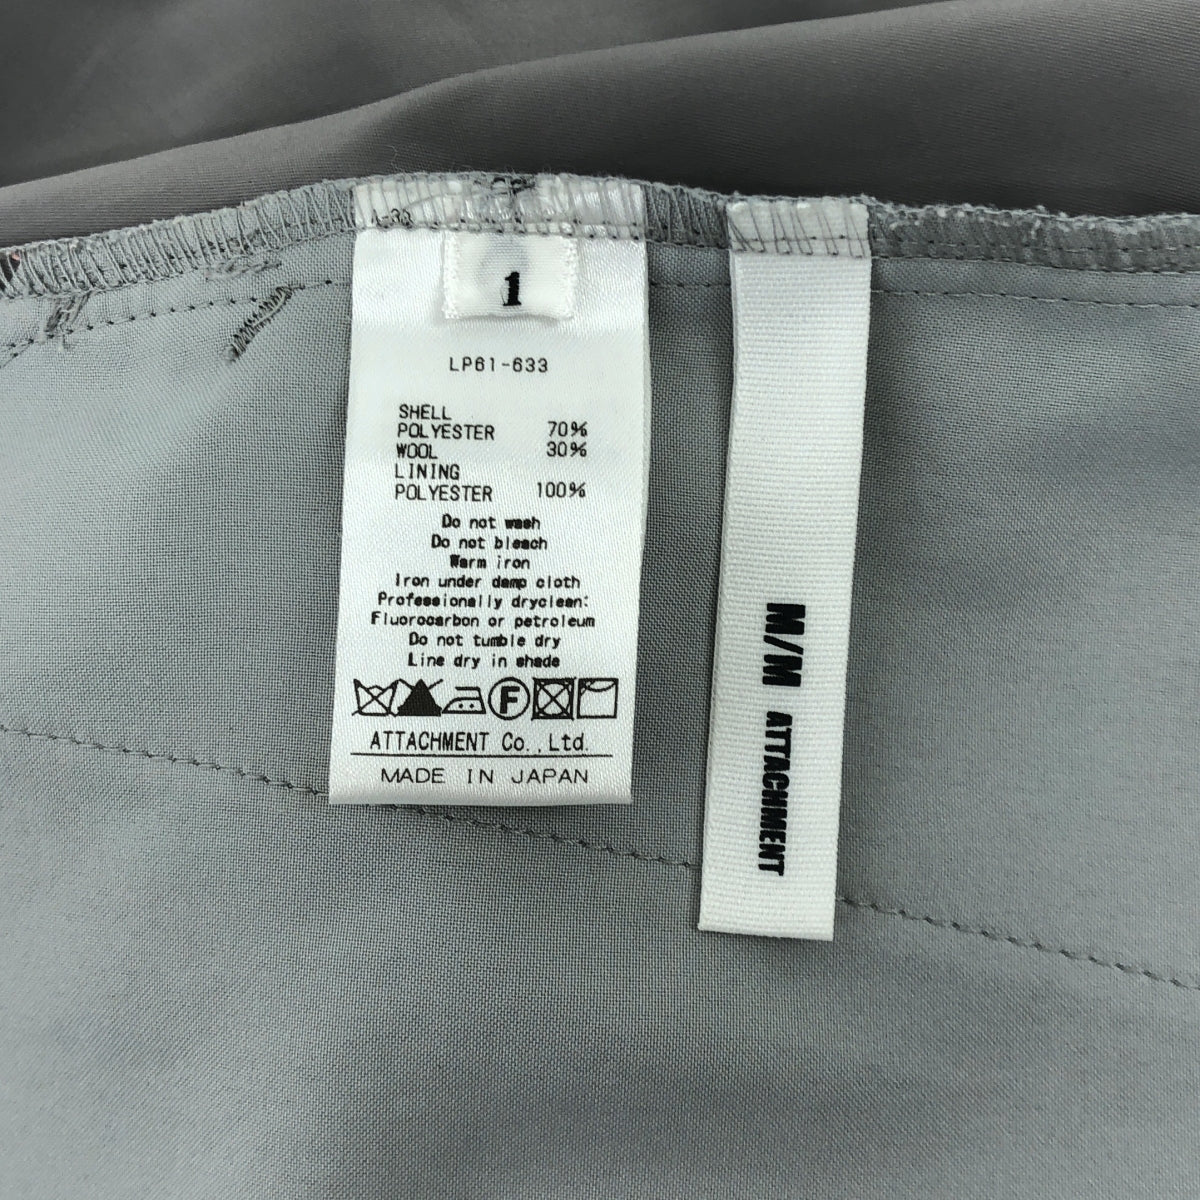 1
LP61-633
SHELL
POLYESTER 70%
WOOL 30%
LINING
POLYESTER 100%
Do not wash
Do not bleach
Warm iron
Iron under damp cloth
Professionally dryclean:
Fluorocarbon or petroleum
Do not tumble dry
Line dry in shade
F
ATTACHMENT Co.,Ltd.
MADE IN JAPAN
M/M ATTACHMENT